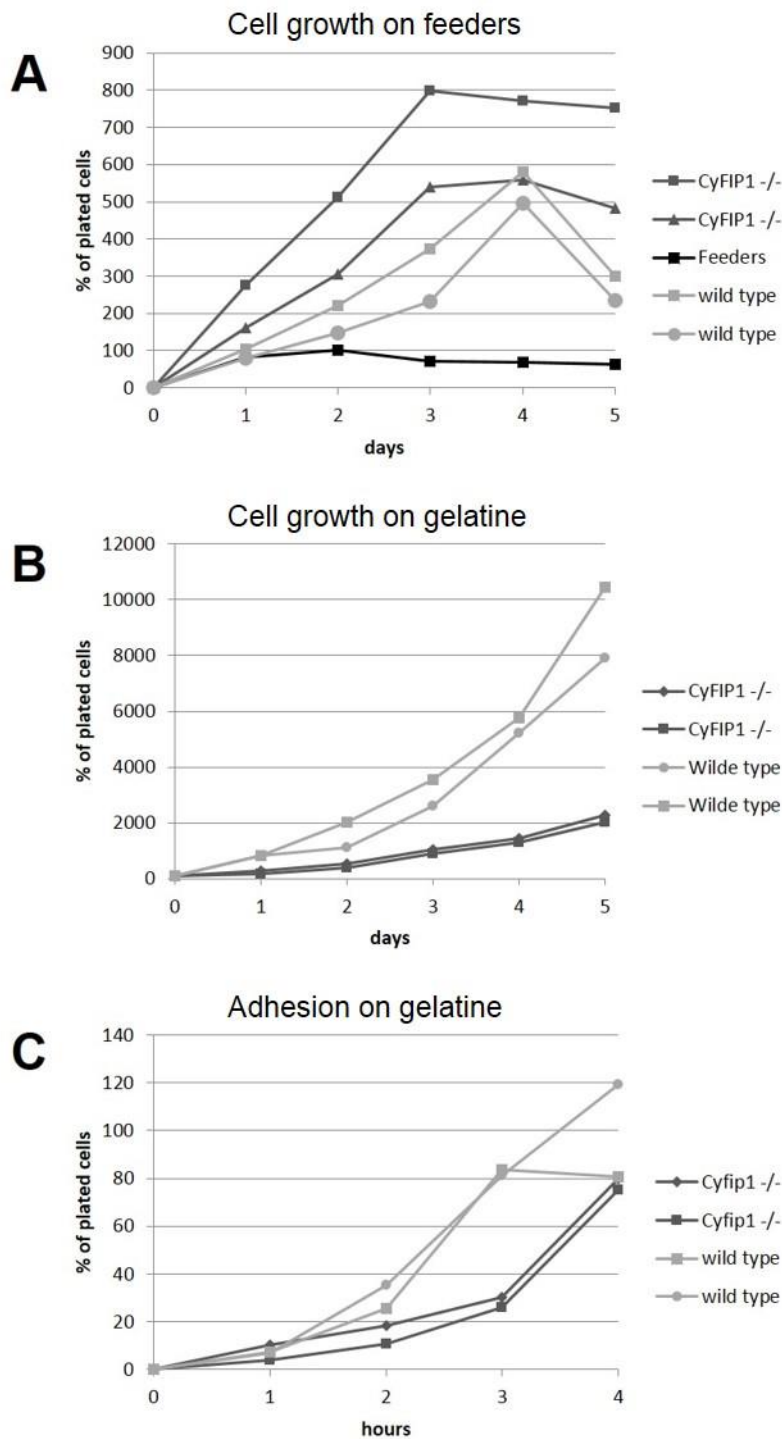 A
Cell growth on feeders
% of plated cells
900
800
700
600
500
400
300
200
100
0
0 1 2 3 4 5
days
CyFIP1 -/-
CyFIP1 -/-
Feeders
wild type
wild type
B
Cell growth on gelatine
% of plated cells
12000
10000
8000
6000
4000
2000
0
0 1 2 3 4 5
days
CyFIP1 -/-
CyFIP1 -/-
Wilde type
Wilde type
C
Adhesion on gelatine
% of plated cells
140
120
100
80
60
40
20
0
0 1 2 3 4
hours
Cyfip1 -/-
Cyfip1 -/-
wild type
wild type